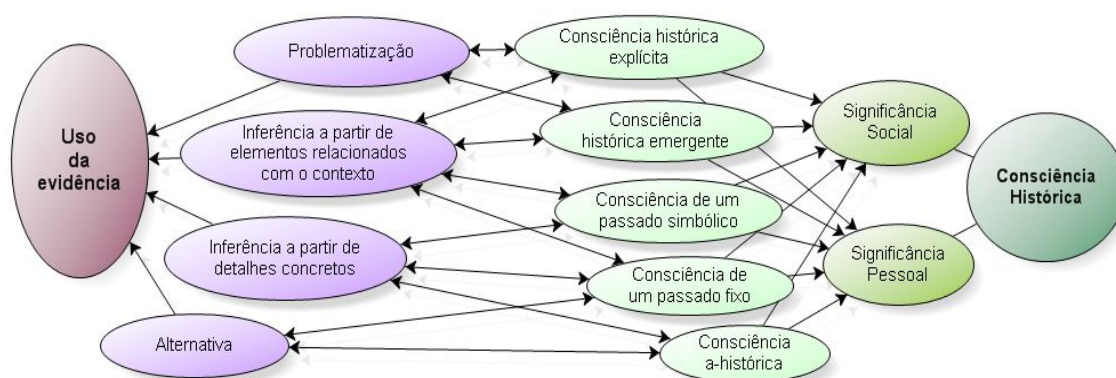 Uso
da
evidência
Problematização
Inferência a partir de
elementos relacionados
com o contexto
Inferência a partir de
detalhes concretos
Alternativa
Consciência histórica
explícita
Consciência
histórica emergente
Consciência de um
passado simbólico
Consciência de
um passado fixo
Consciência
a-histórica
Significância
Social
Significância
Pessoal
Consciência
Histórica